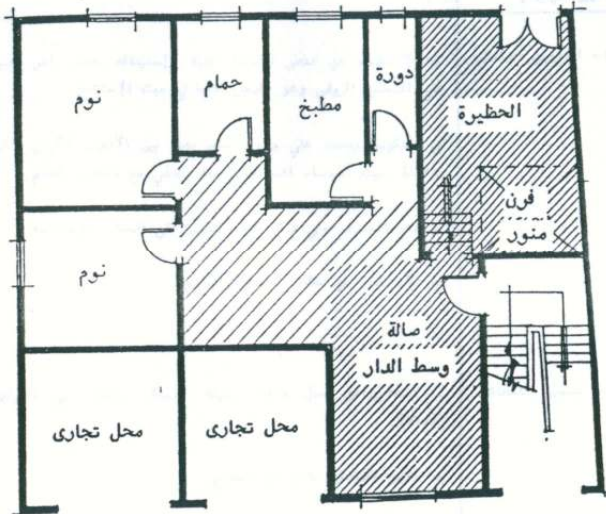 دورة
حمام
نوم
مطبخ
الحظيرة
فرن
منور
نوم
صالة
وسط الدار
محل تجارى
محل تجارى